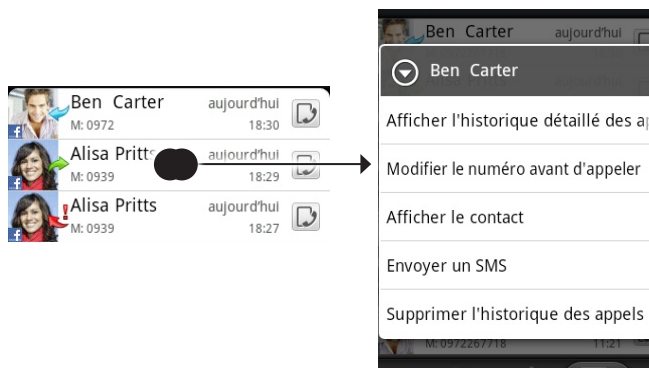 Ben Carter aujourd'hui
M: 0972 18:30
Alisa Pritts aujourd'hui
M: 0939 18:29
Alisa Pritts aujourd'hui
M: 0939 18:27
Ben Carter aujourd'hui
Ben Carter
Afficher l'historique détaillé des
Modifier le numéro avant d'appeler
Afficher le contact
Envoyer un SMS
Supprimer l'historique des appels
M: 0972267718 11:21